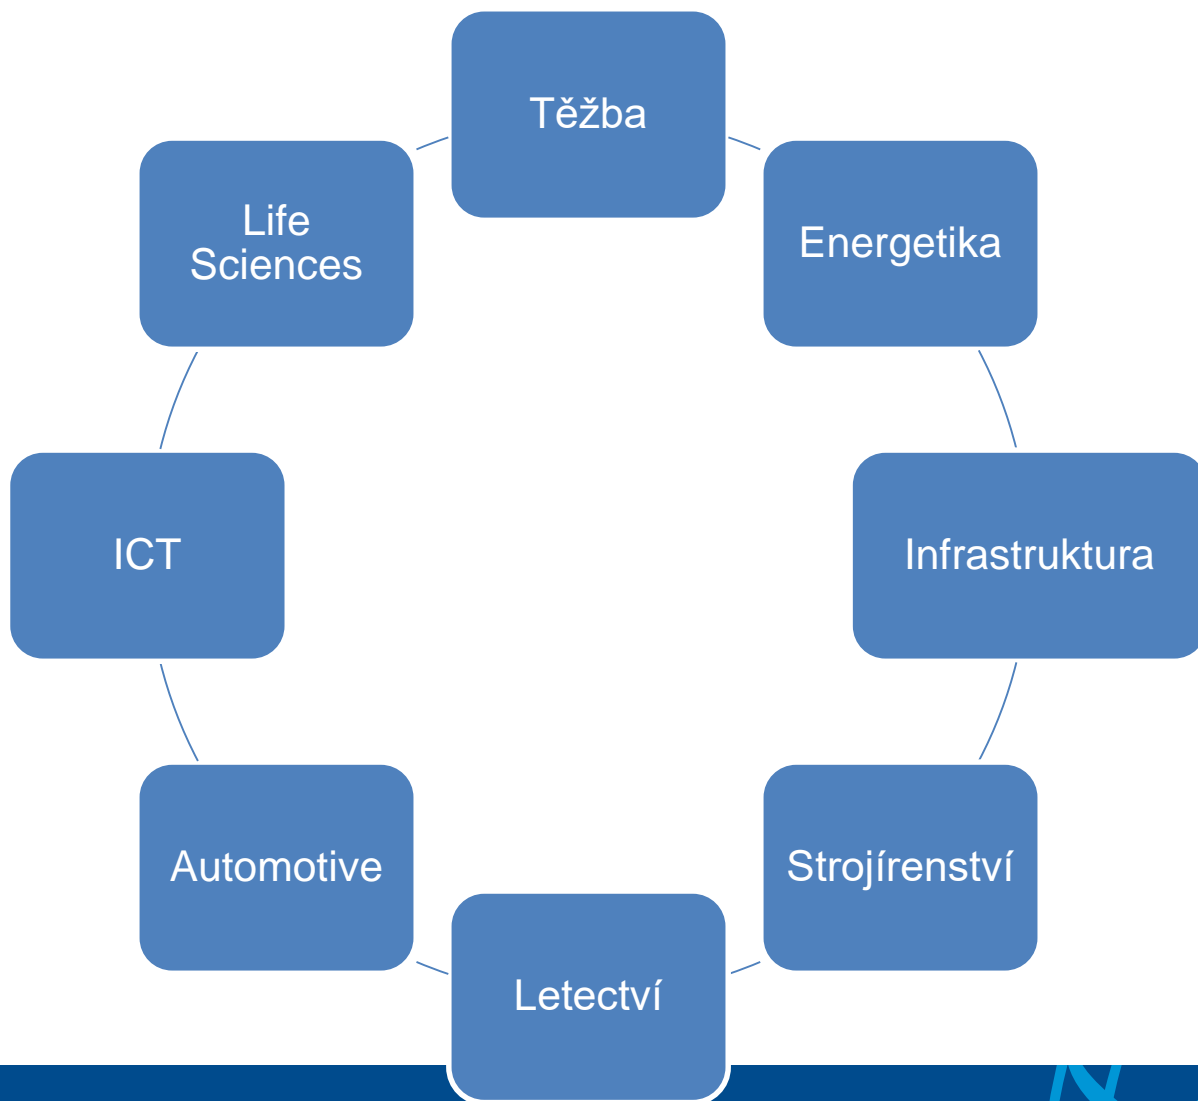 Těžba
Energetika
Infrastruktura
Strojírenství
Letectví
Automotive
ICT
Life
Sciences